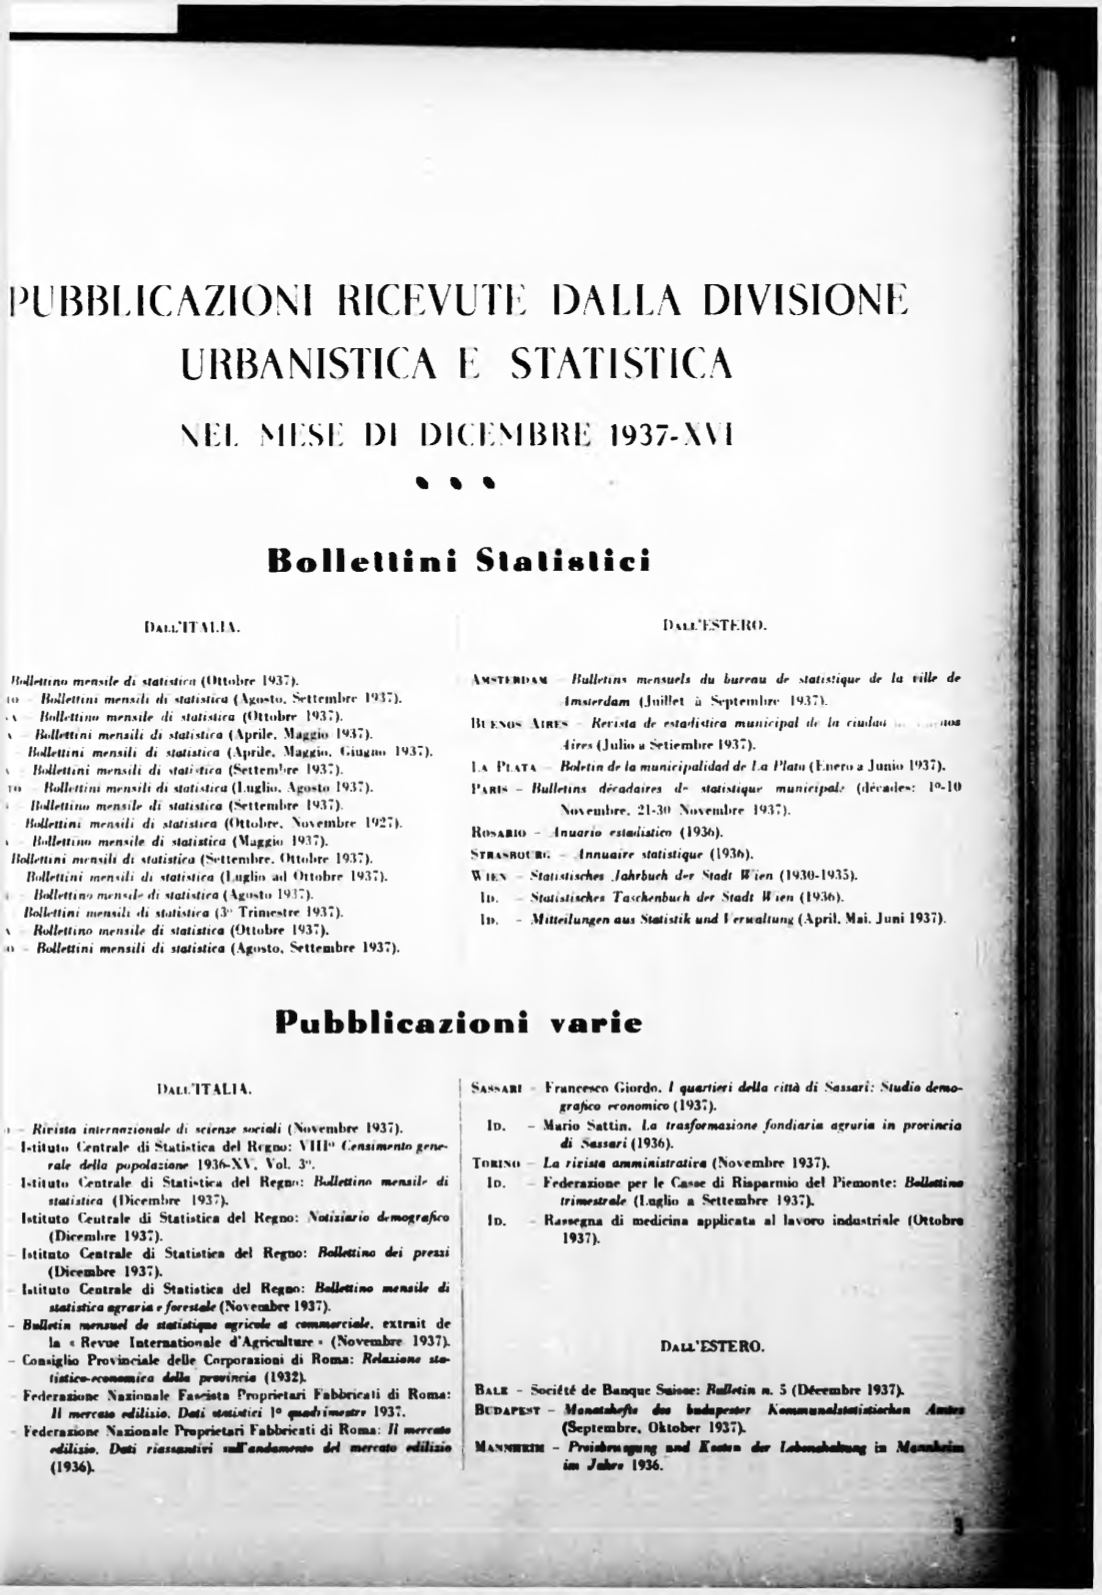 PUBBLICAZIONI RICEVUTE DALLA DIVISIONE
URBANISTICA E STATISTICA
NEL MESE DI DICEMBRE 1937-XVI
Bollettini Statistici
DALL'ITALIA.
Bollettino mensile di statistica (Ottobre 1937).
IO – Bollettini mensili di statistica (Agosto, Settembre 1937).
A – Bollettino mensile di statistica (Ottobre 1937).
– Bollettini mensili di statistica (Aprile, Maggio 1937).
Bollettini mensili di statistica (Aprile, Maggio, Giugno 1937).
– Bollettini mensili di statistica (Settembre 1937).
TO – Bollettini mensili di statistica (Luglio, Agosto 1937).
– Bollettino mensile di statistica (Settembre 1937).
Bollettini mensili di statistica (Ottobre, Novembre 1927).
– Bollettino mensile di statistica (Maggio 1937).
Bollettini mensili di statistica (Settembre, Ottobre 1937).
Bollettini mensili di statistica (Luglio ad Ottobre 1937).
– Bollettino mensile di statistica (Agosto 1937).
Bollettini mensili di statistica (3° Trimestre 1937).
– Bollettino mensile di statistica (Ottobre 1937).
O – Bollettini mensili di statistica (Agosto, Settembre 1937).
DALL'ESTERO.
AMSTERDAM – Bulletins mensuels du bureau de statistique de la ville de
Amsterdam (Juillet à Septembre 1937).
BUENOS AIRES – Revista de estadistica municipal de la ciudad
Aires (Julio a Setiembre 1937).
LA PLATA – Boletin de la municipalidad de La Plata (Enero a Junio 1937).
PARIS – Bulletins décadaires de statistique municipale (décades: 1º-10
Novembre, 21-30 Novembre 1937).
ROSARIO – Anuario estadistico (1936).
STRASBOURG – Annuaire statistique (1936).
WIEN – Statistisches Jahrbuch der Stadt Wien (1930-1935).
ID. – Statistisches Taschenbuch der Stadt Wien (1936).
ID. – Mitteilungen aus Statistik und Verwaltung (April, Mai, Juni 1937).
Pubblicazioni varie
DALL'ITALIA.
– Rivista internazionale di scienze sociali (Novembre 1937).
Istituto Centrale di Statistica del Regno: VIII° Censimento gene-
rale della popolazione 1936-XV, Vol. 3°.
Istituto Centrale di Statistica del Regno: Bollettino mensile di
statistica (Dicembre 1937).
Istituto Centrale di Statistica del Regno: Notiziario demografico
(Dicembre 1937).
– Istituto Centrale di Statistica del Regno: Bollettino dei prezzi
(Dicembre 1937).
Istituto Centrale di Statistica del Regno: Bollettino mensile di
statistica agraria e forestale (Novembre 1937).
– Bulletin mensuel de statistique agricole et commerciale, extrait de
la « Revue Internationale d'Agriculture » (Novembre 1937).
– Consiglio Provinciale delle Corporazioni di Roma: Relazione sta-
tistico-economica della provincia (1932).
– Federazione Nazionale Fascista Proprietari Fabbricati di Roma:
Il mercato edilizio. Dati statistici 1º quadrimestre 1937.
– Federazione Nazionale Proprietari Fabbricati di Roma: Il mercato
edilizio. Dati riassuntivi sull'andamento del mercato edilizio
(1936).
SASSARI – Francesco Giordo, I quartieri della città di Sassari: Studio demo-
grafico economico (1937).
ID. – Mario Sattin, La trasformazione fondiaria agraria in provincia
di Sassari (1936).
TORINO – La rivista amministrativa (Novembre 1937).
ID. – Federazione per le Casse di Risparmio del Piemonte: Bollettino
trimestrale (Luglio a Settembre 1937).
ID. – Rassegna di medicina applicata al lavoro industriale (Ottobre
1937).
DALL'ESTERO.
BALE – Société de Banque Suisse: Bulletin n. 5 (Décembre 1937).
BUDAPEST – Monatshefte des budapester Kommunalstatistischen Amtes
(Septembre, Oktober 1937).
MANNHEIM – Preisbewegung und Kosten der Lebenshaltung in Mannheim
im Jahre 1936.
3